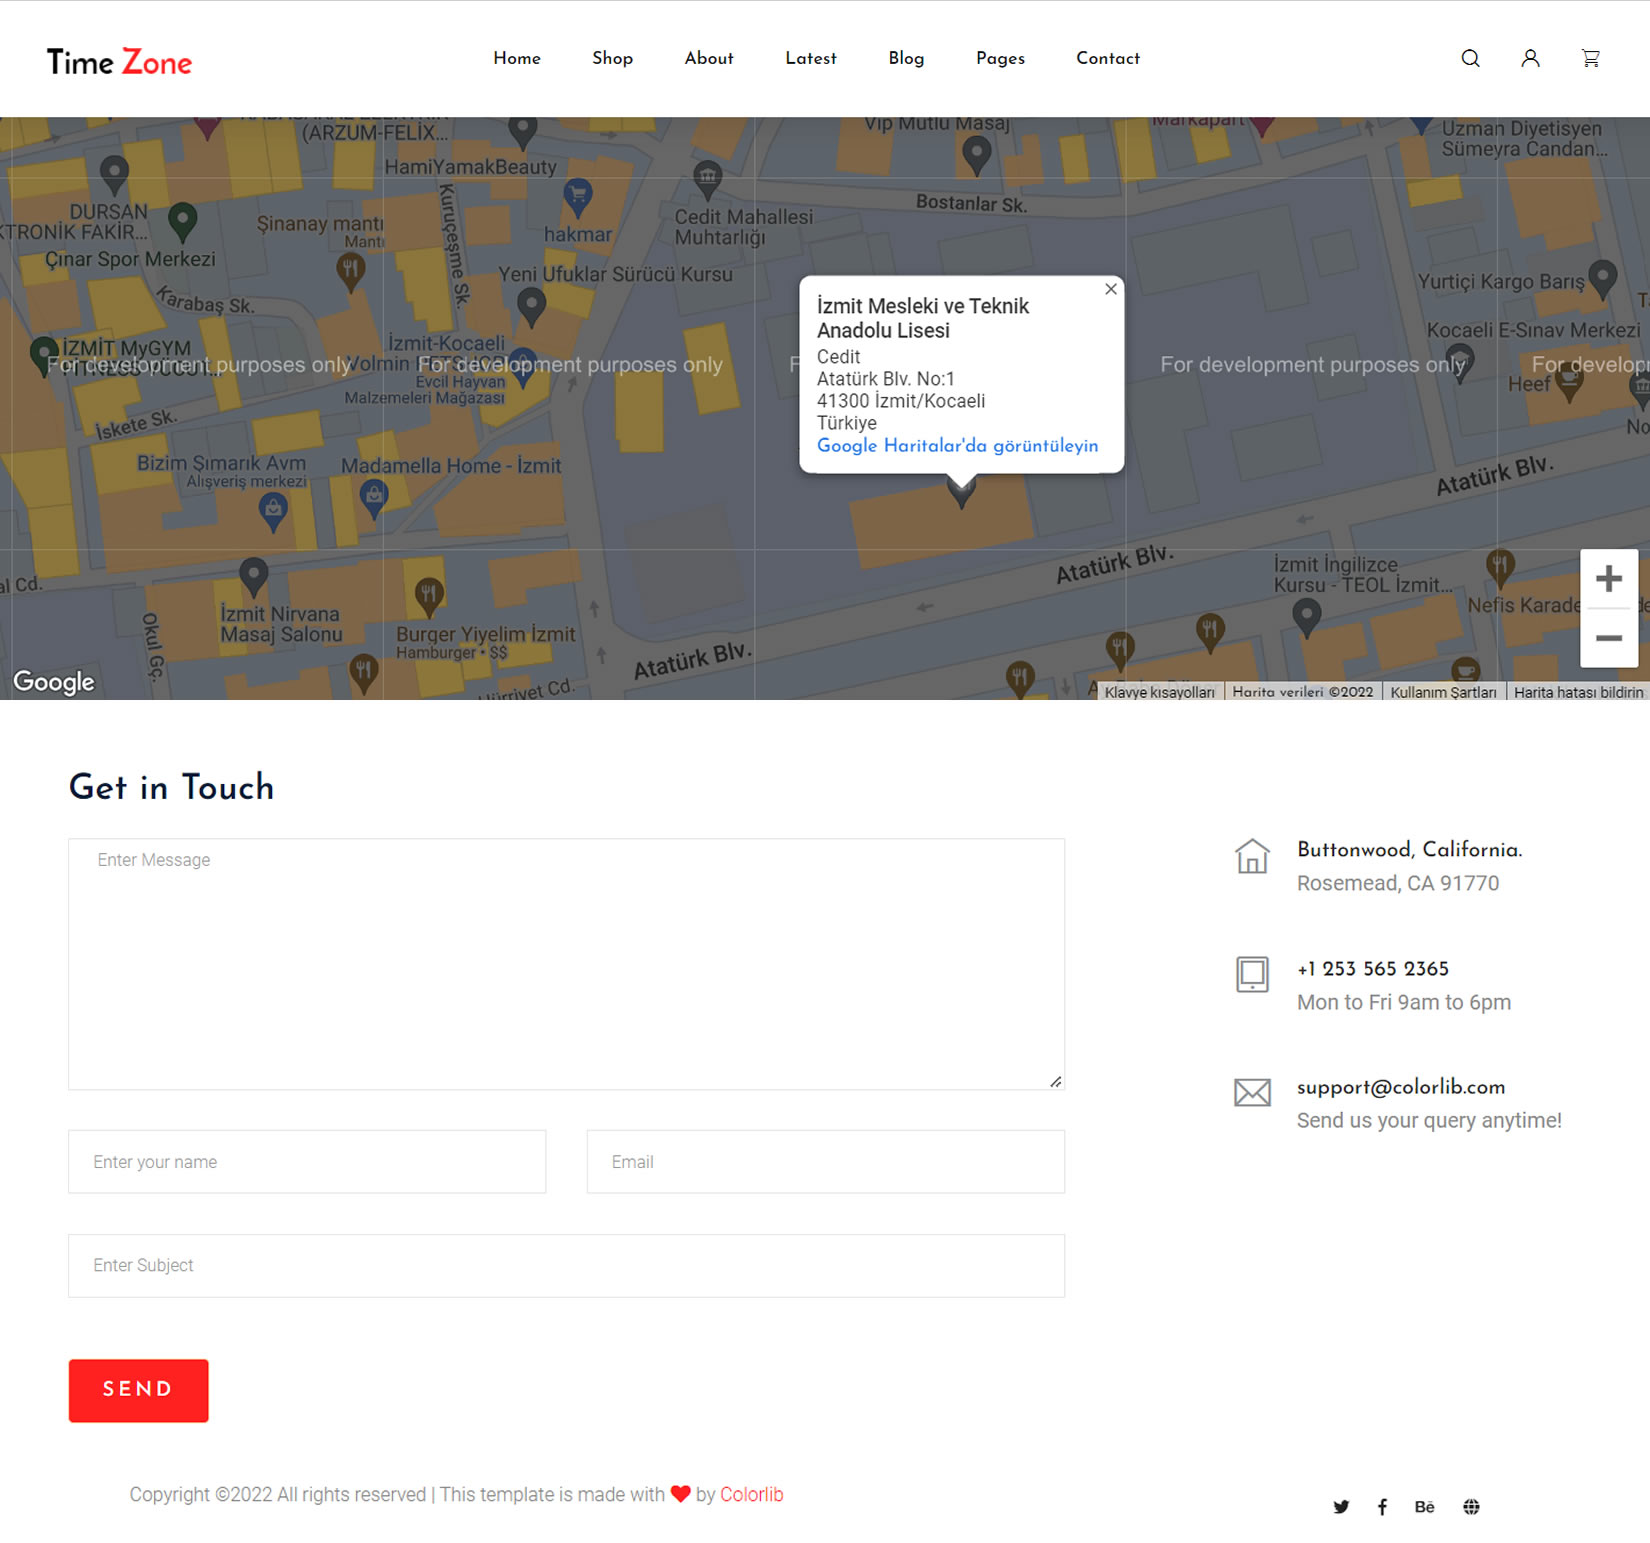 Time Zone
Home
Shop
About
Latest
Blog
Pages
Contact
(ARZUM-FELİX...
HamiYamakBeauty
Vip Mutlu Masaj
Markapart
Uzman Diyetisyen
Sümeyra Candan...
DURSAN
KTRONİK FAKİR...
Çınar Spor Merkezi
Şinanay mantı
Mantı
Kuruçeşme Sk.
hakmar
Cedit Mahallesi
Muhtarlığı
Bostanlar Sk.
Yeni Ufuklar Sürücü Kursu
Karabaş Sk.
Yurtiçi Kargo Barış
İzmit Mesleki ve Teknik
Anadolu Lisesi
Cedit
Atatürk Blv. No:1
41300 İzmit/Kocaeli
Türkiye
Google Haritalar'da görüntüleyin
İZMİT MyGYM
İzmit-Kocaeli
Volmin
Evcil Hayvan
Malzemeleri Mağazası
Kocaeli E-Sınav Merkezi
For development purposes only
For development purposes only
For development purposes only
For develop
Heef
No
İskete Sk.
Bizim Şımarık Avm
Alışveriş merkezi
Madamella Home - İzmit
Atatürk Blv.
Atatürk Blv.
Atatürk Blv.
al Cd.
Okul Gç.
İzmit Nirvana
Masaj Salonu
Burger Yiyelim İzmit
Hamburger • $$
Hürriyet Cd.
İzmit İngilizce
Kursu - TEOL İzmit...
Nefis Karade
Google
Klavye kısayolları
Harita verileri ©2022
Kullanım Şartları
Harita hatası bildirin
Get in Touch
Enter Message
Enter your name
Email
Enter Subject
SEND
Buttonwood, California.
Rosemead, CA 91770
+1 253 565 2365
Mon to Fri 9am to 6pm
support@colorlib.com
Send us your query anytime!
Copyright ©2022 All rights reserved | This template is made with ❤ by Colorlib
Bē